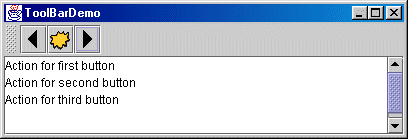 ToolBarDemo
Action for first button
Action for second button
Action for third button